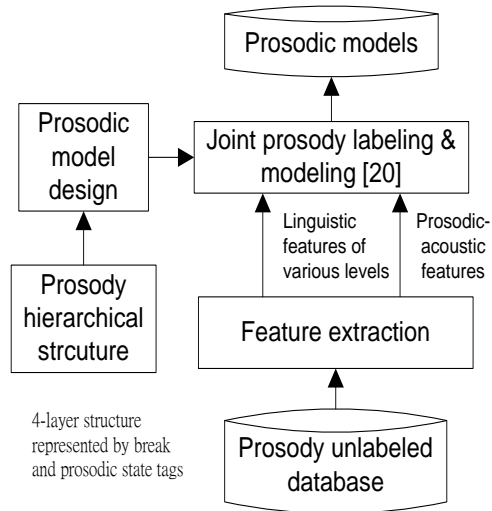 Prosodic models
Prosodic
model
design
Joint prosody labeling &
modeling [20]
Linguistic
features of
various levels
Prosodic-
acoustic
features
Prosody
hierarchical
strcuture
Feature extraction
4-layer structure
represented by break
and prosodic state tags
Prosody unlabeled
database